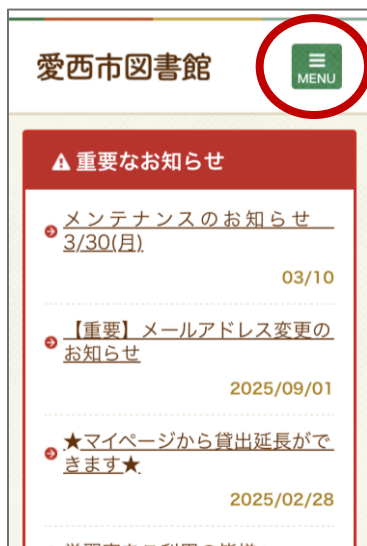 愛西市図書館
MENU
重要なお知らせ
メンテナンスのお知らせ
3/30(月)
03/10
【重要】メールアドレス変更の
お知らせ
2025/09/01
★マイページから貸出延長がで
きます★
2025/02/28